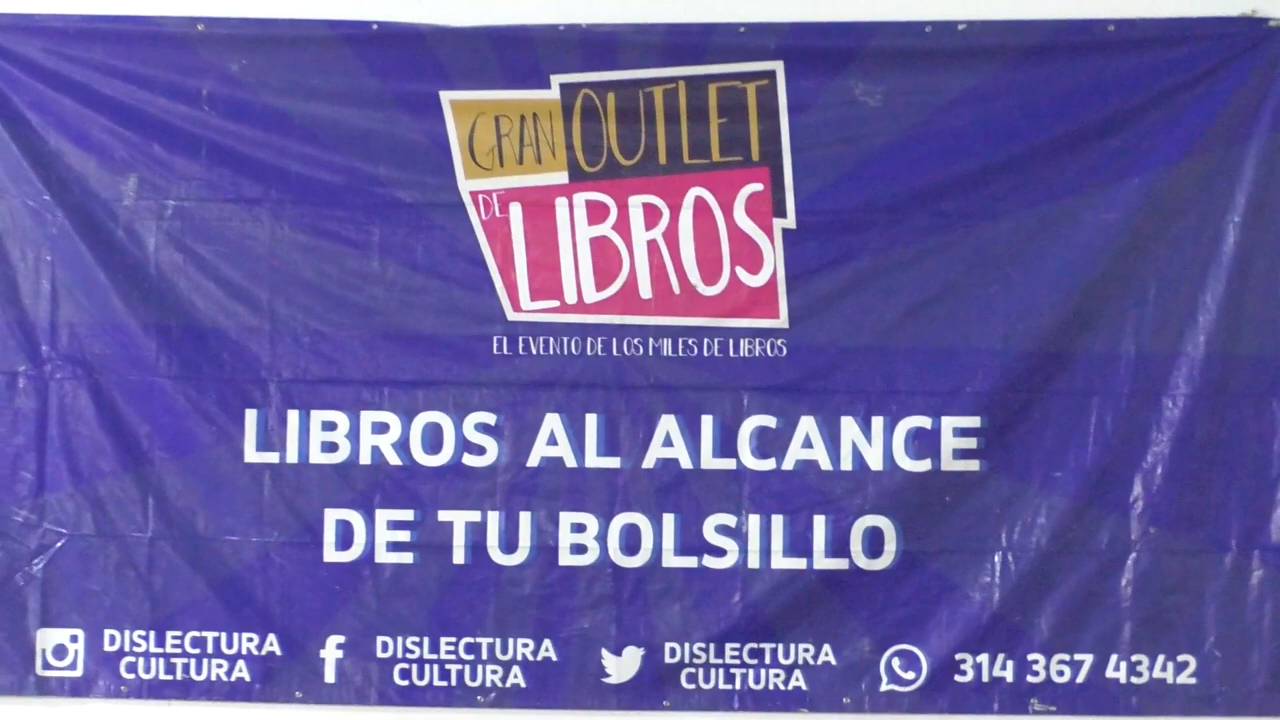 GRAN OUTLET
DE LIBROS
EL EVENTO DE LOS MILES DE LIBROS
LIBROS AL ALCANCE
DE TU BOLSILLO
DISLECTURA
CULTURA
DISLECTURA
CULTURA
DISLECTURA
CULTURA
314 367 4342